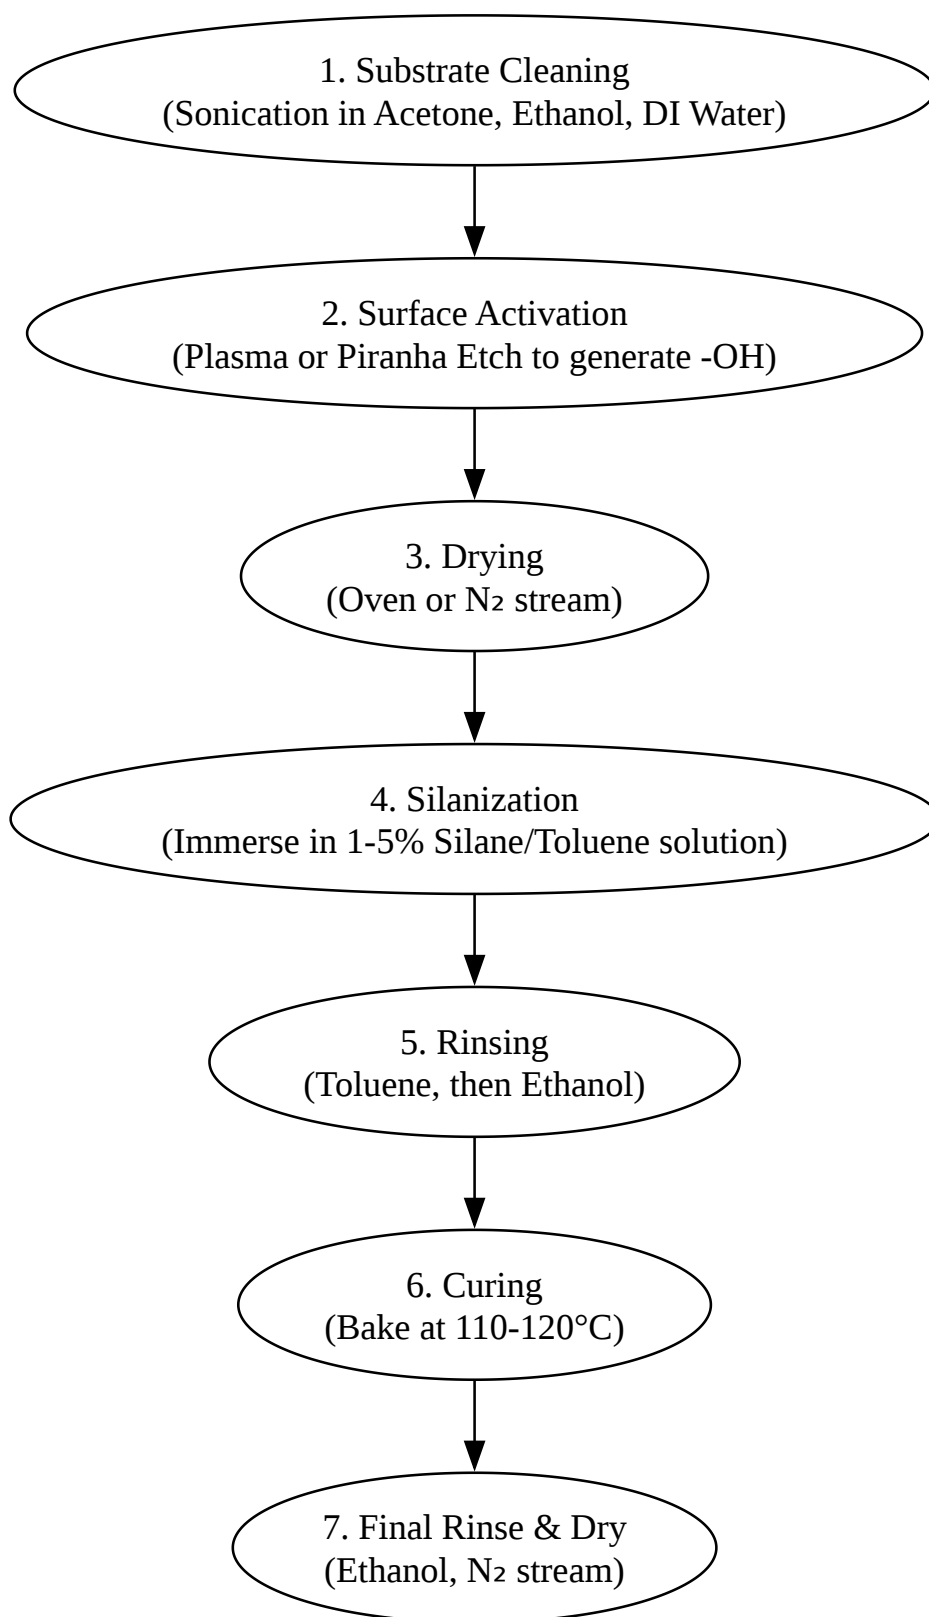 1. Substrate Cleaning
(Sonication in Acetone, Ethanol, DI Water)
2. Surface Activation
(Plasma or Piranha Etch to generate -OH)
3. Drying
(Oven or N₂ stream)
4. Silanization
(Immerse in 1-5% Silane/Toluene solution)
5. Rinsing
(Toluene, then Ethanol)
6. Curing
(Bake at 110-120°C)
7. Final Rinse & Dry
(Ethanol, N₂ stream)